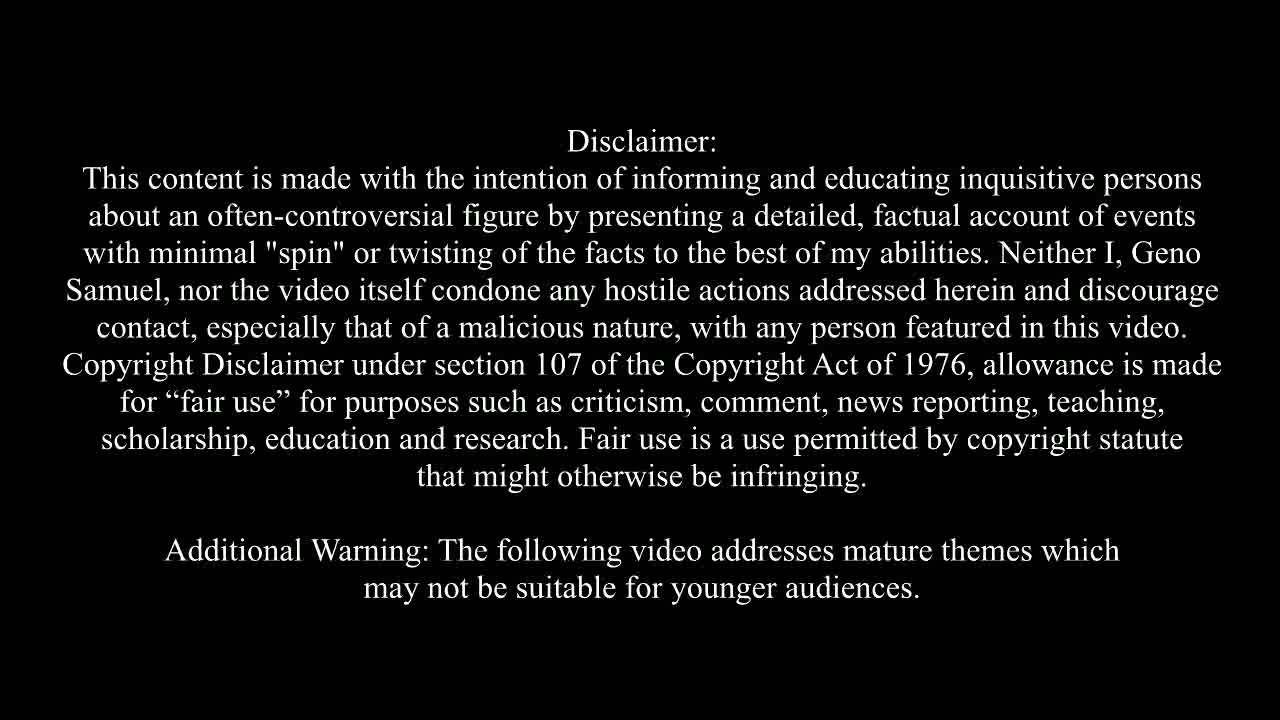 Disclaimer:
This content is made with the intention of informing and educating inquisitive persons
about an often-controversial figure by presenting a detailed, factual account of events
with minimal "spin" or twisting of the facts to the best of my abilities. Neither I, Geno
Samuel, nor the video itself condone any hostile actions addressed herein and discourage
contact, especially that of a malicious nature, with any person featured in this video.
Copyright Disclaimer under section 107 of the Copyright Act of 1976, allowance is made
for “fair use” for purposes such as criticism, comment, news reporting, teaching,
scholarship, education and research. Fair use is a use permitted by copyright statute
that might otherwise be infringing.
Additional Warning: The following video addresses mature themes which
may not be suitable for younger audiences.